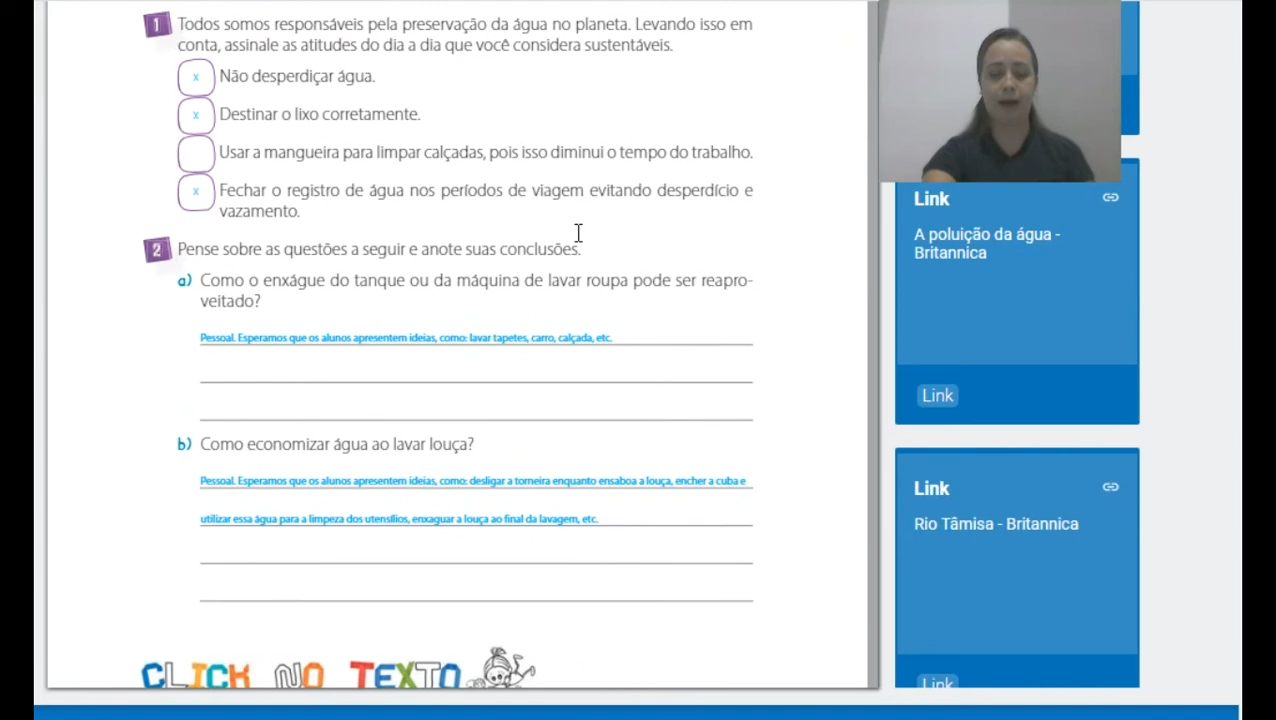 1 Todos somos responsáveis pela preservação da água no planeta. Levando isso em
conta, assinale as atitudes do dia a dia que você considera sustentáveis.
x Não desperdiçar água.
x Destinar o lixo corretamente.
Usar a mangueira para limpar calçadas, pois isso diminui o tempo do trabalho.
x Fechar o registro de água nos períodos de viagem evitando desperdício e
vazamento.
2 Pense sobre as questões a seguir e anote suas conclusões.
a) Como o enxágue do tanque ou da máquina de lavar roupa pode ser reapro-
veitado?
Pessoal. Esperamos que os alunos apresentem ideias, como: lavar tapetes, carro, calçada, etc.
b) Como economizar água ao lavar louça?
Pessoal. Esperamos que os alunos apresentem ideias, como: desligar a torneira enquanto ensaboa a louça, encher a cuba e
utilizar essa água para a limpeza dos utensílios, enxaguar a louça ao final da lavagem, etc.
CLICK NO TEXTO
Link
A poluição da água -
Britannica
Link
Link
Rio Tâmisa - Britannica
Link